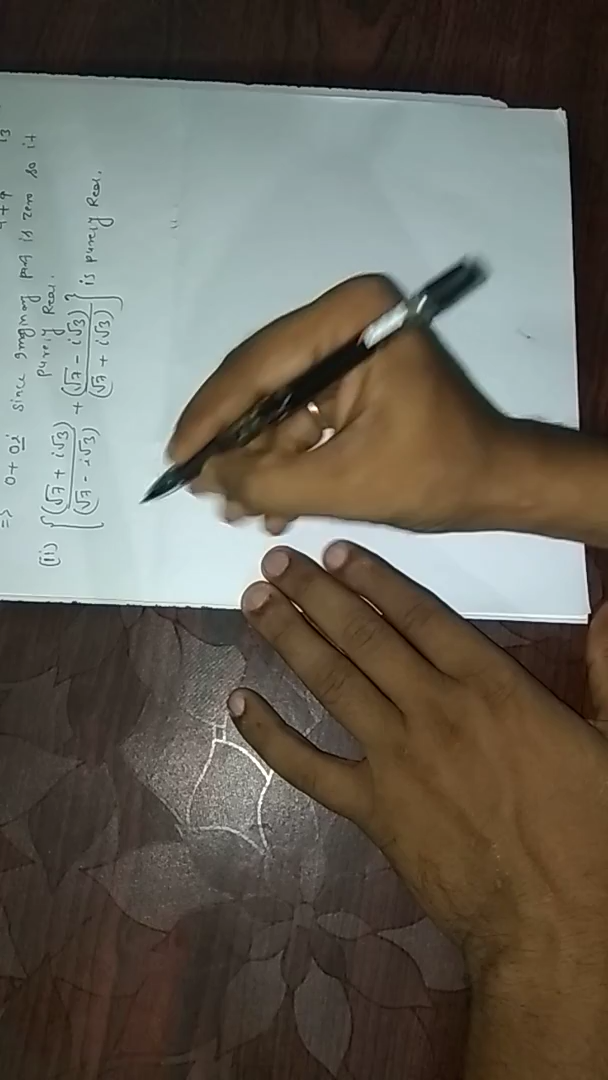 => 0 + 0i since Imaginary part is zero so it
purely Real.
(ii) {(√7 + i√3)/(√7 - i√3) + (√7 - i√3)/(√7 + i√3)} is purely Real.